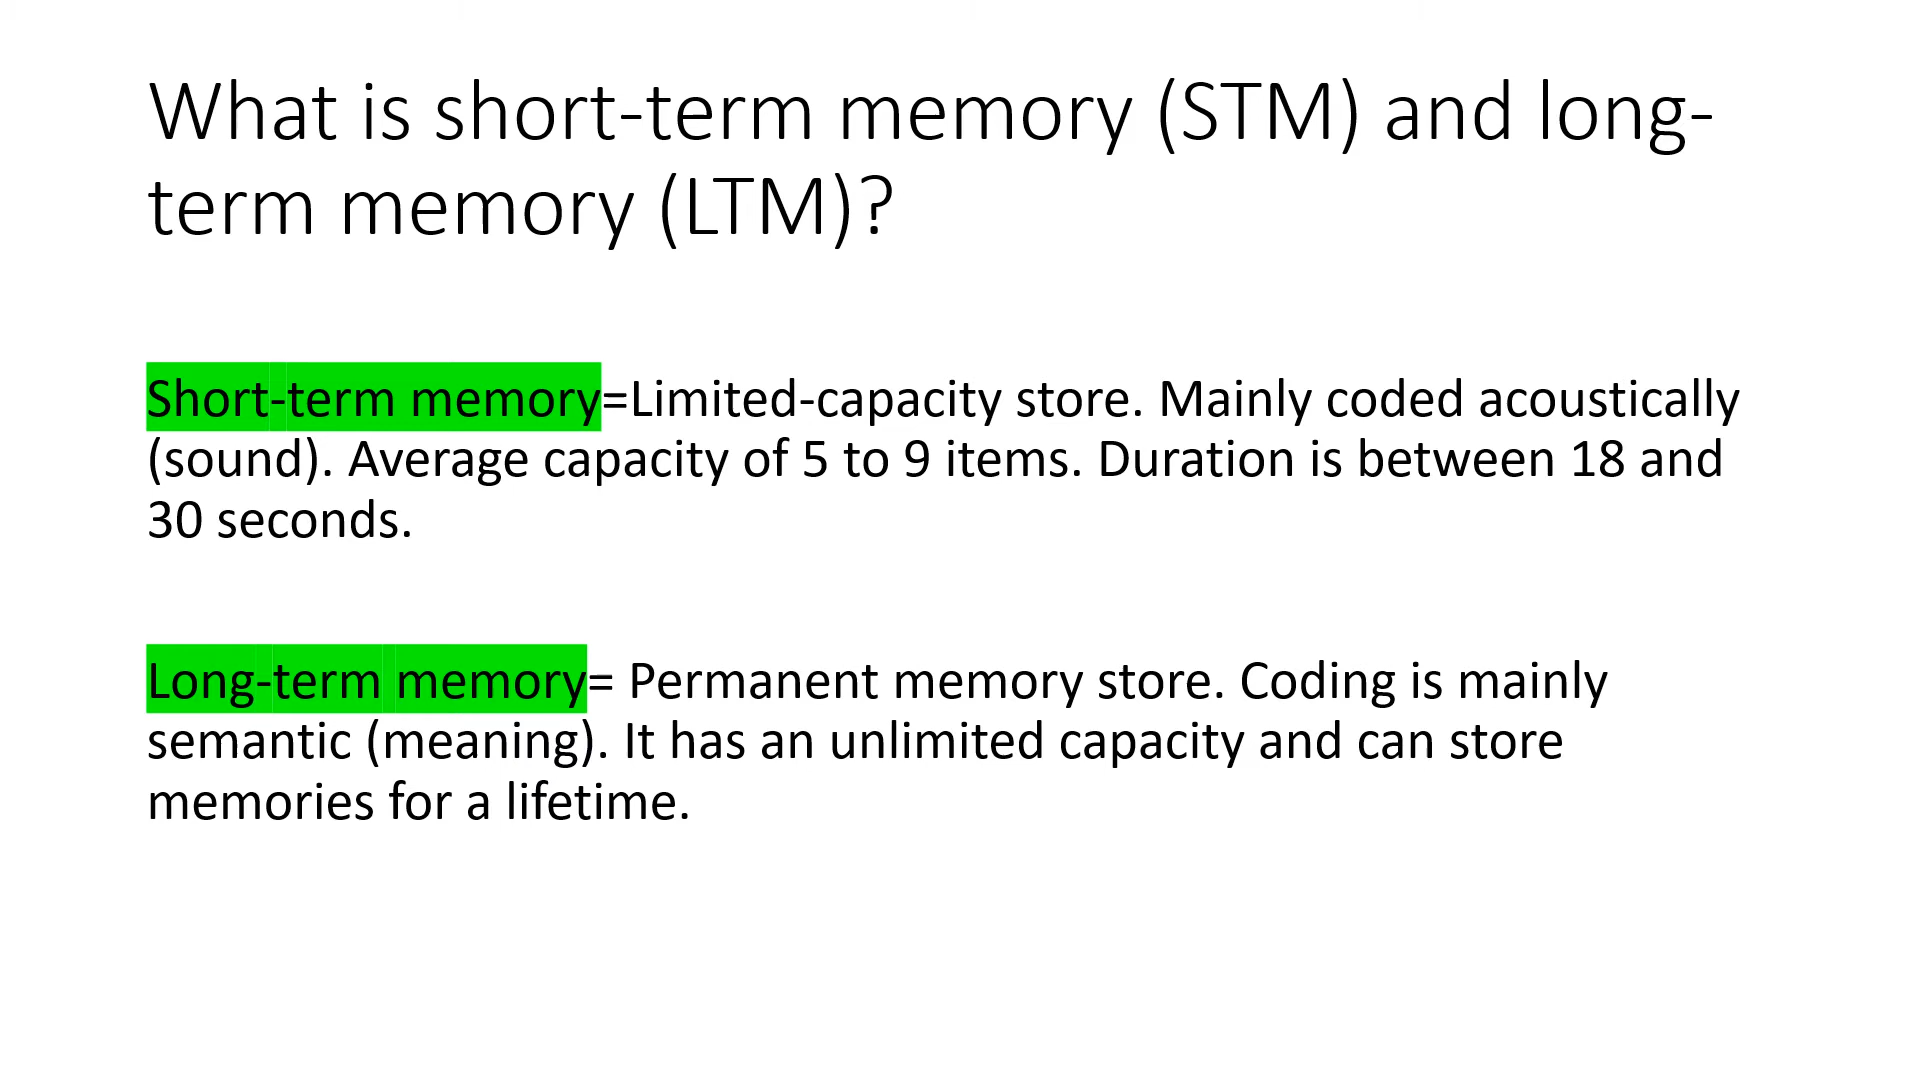 What is short-term memory (STM) and long-
term memory (LTM)?
Short-term memory=Limited-capacity store. Mainly coded acoustically
(sound). Average capacity of 5 to 9 items. Duration is between 18 and
30 seconds.
Long-term memory= Permanent memory store. Coding is mainly
semantic (meaning). It has an unlimited capacity and can store
memories for a lifetime.